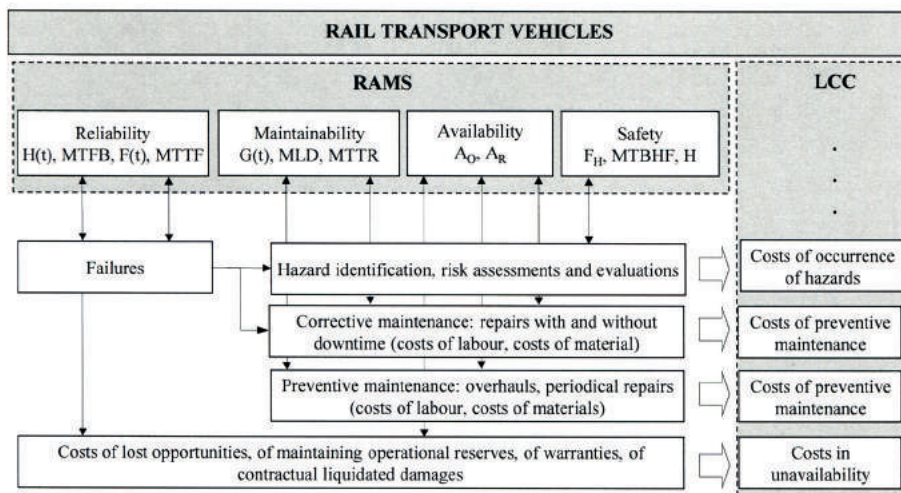 RAIL TRANSPORT VEHICLES
RAMS
LCC
Reliability
H(t), MTFB, F(t), MTTF
Maintainability
G(t), MLD, MTTR
Availability
A_O, A_R
Safety
F_H, MTBHF, H
.
.
.
Failures
Hazard identification, risk assessments and evaluations
Costs of occurrence
of hazards
Corrective maintenance: repairs with and without
downtime (costs of labour, costs of material)
Costs of preventive
maintenance
Preventive maintenance: overhauls, periodical repairs
(costs of labour, costs of materials)
Costs of preventive
maintenance
Costs of lost opportunities, of maintaining operational reserves, of warranties, of
contractual liquidated damages
Costs in
unavailability